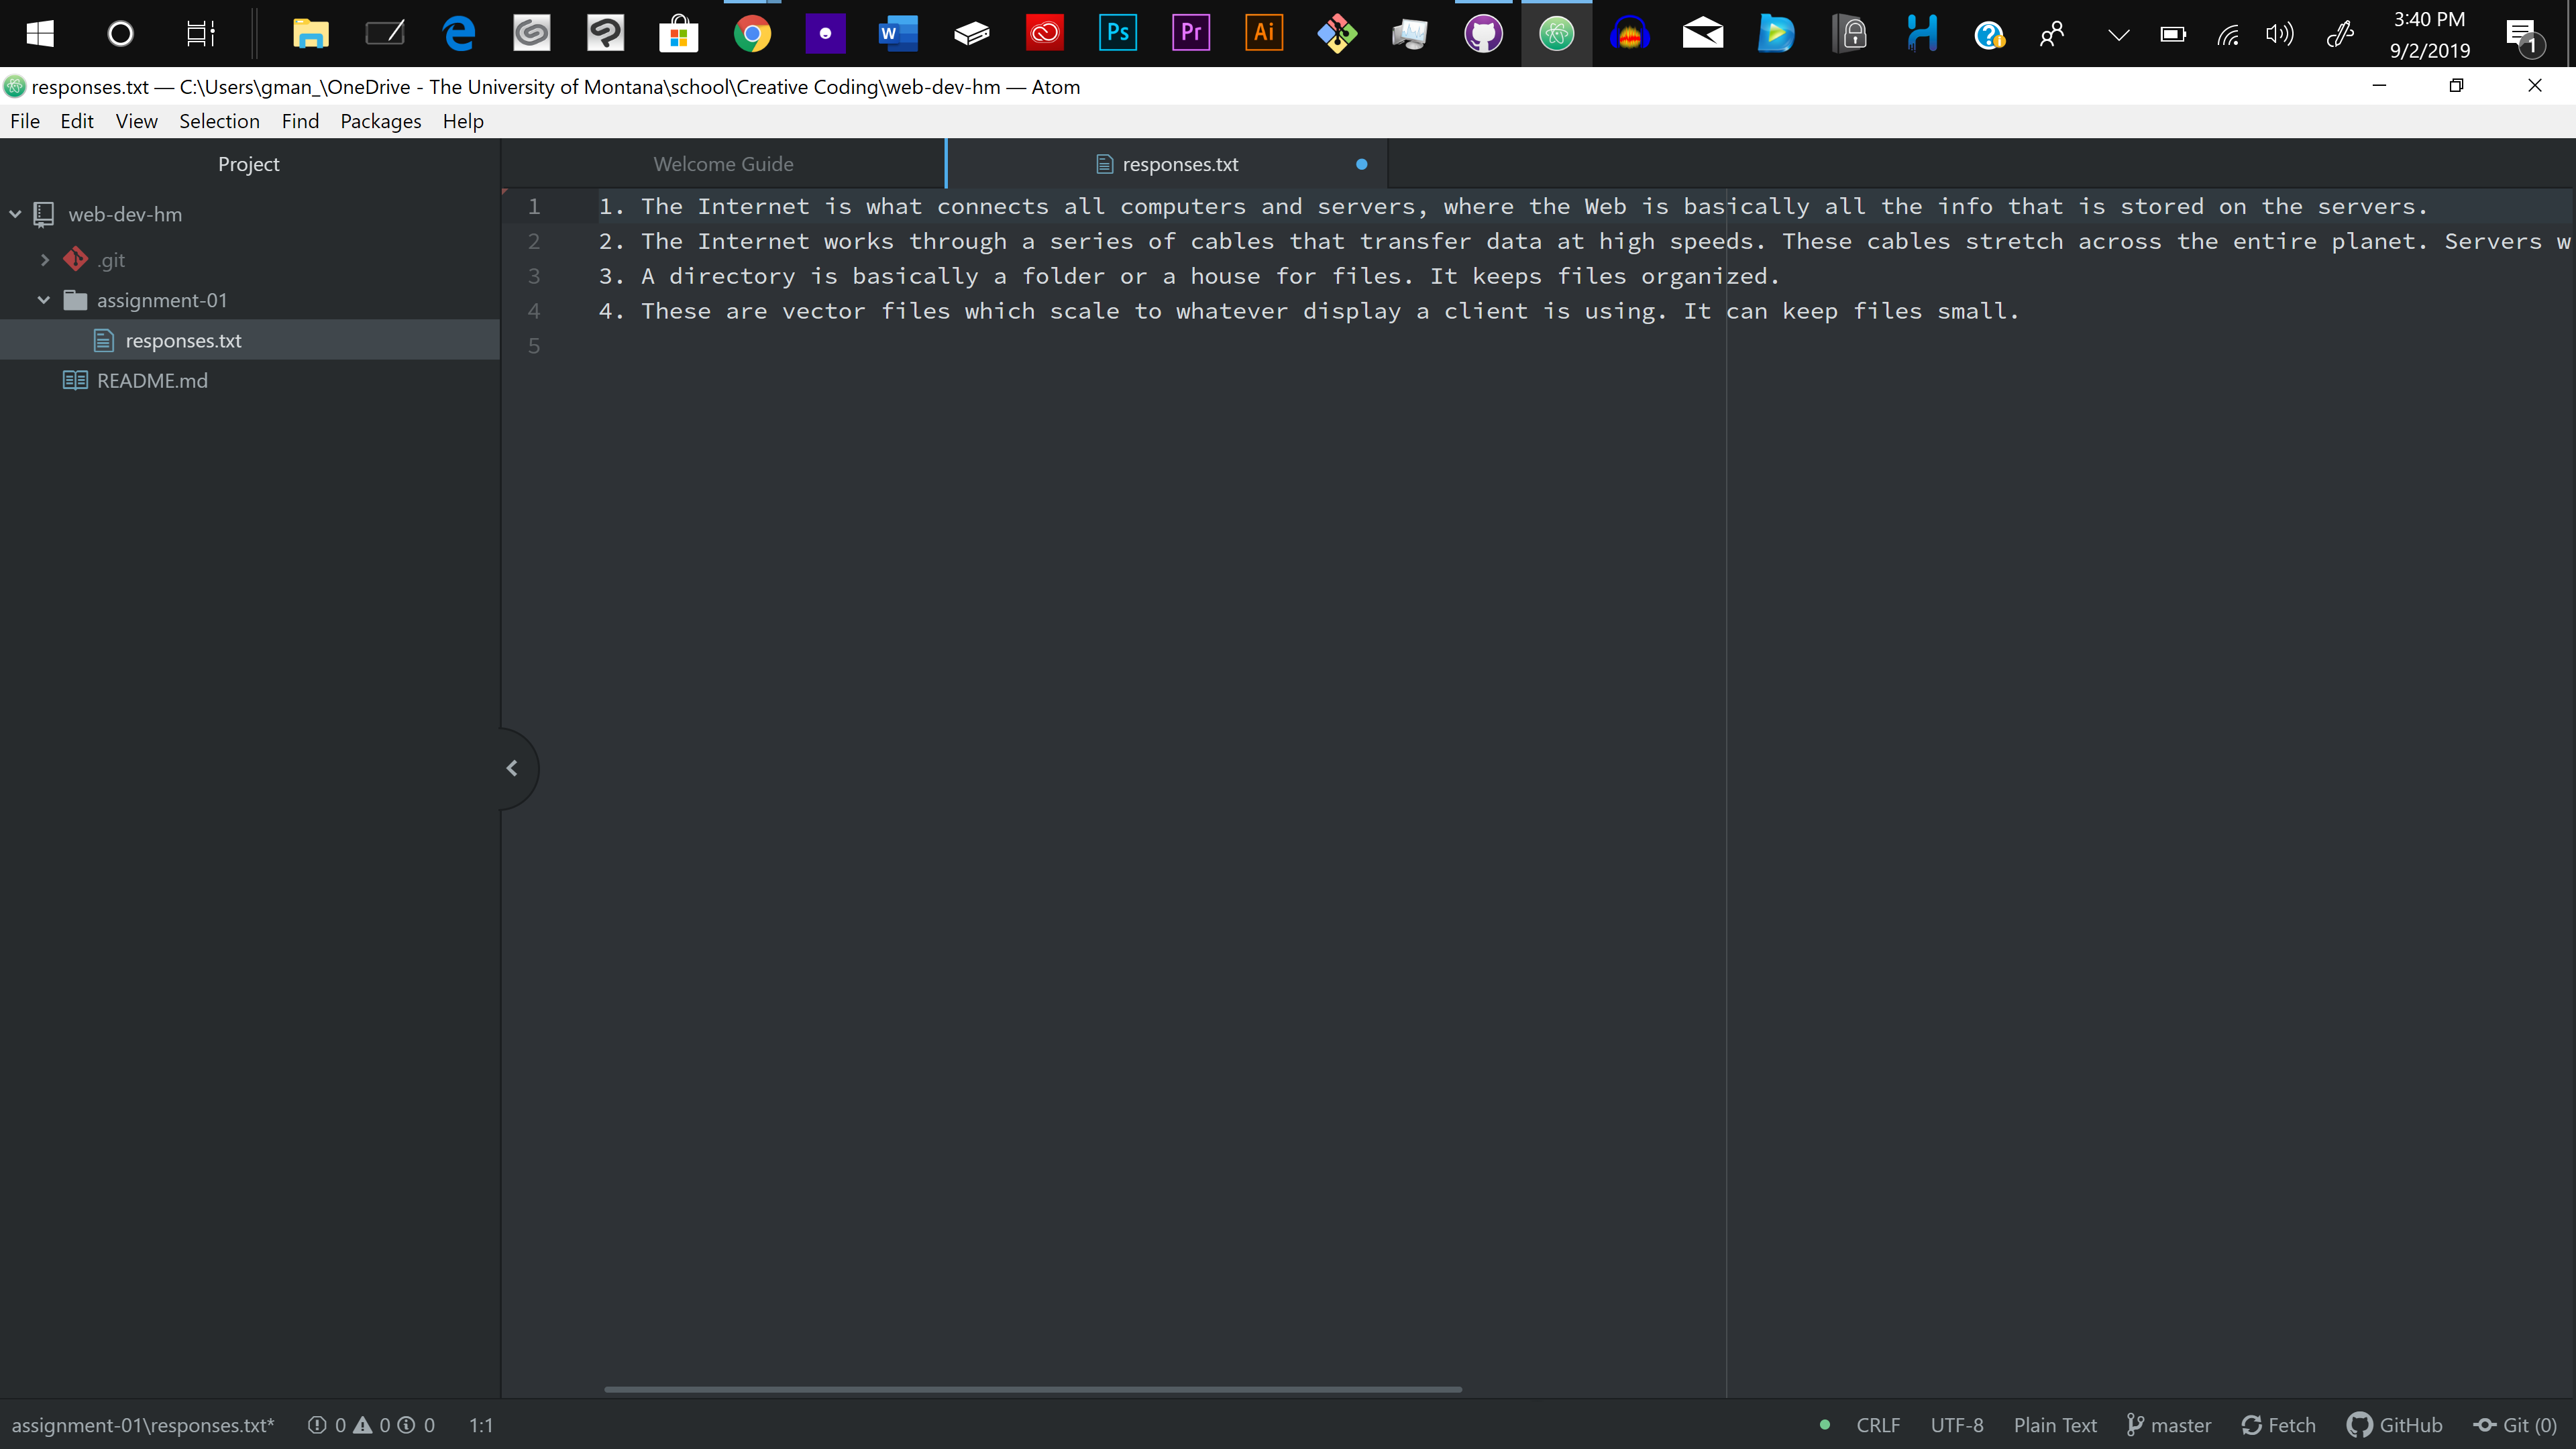 W
Ps
Pr
Ai
3:40 PM
9/2/2019
1
responses.txt — C:\Users\gman_\OneDrive - The University of Montana\school\Creative Coding\web-dev-hm — Atom
File Edit View Selection Find Packages Help
Project
Welcome Guide
responses.txt
web-dev-hm
.git
assignment-01
responses.txt
README.md
1 1. The Internet is what connects all computers and servers, where the Web is basically all the info that is stored on the servers.
2 2. The Internet works through a series of cables that transfer data at high speeds. These cables stretch across the entire planet. Servers w
3 3. A directory is basically a folder or a house for files. It keeps files organized.
4 4. These are vector files which scale to whatever display a client is using. It can keep files small.
5
assignment-01\responses.txt* 0 0 0 1:1 CRLF UTF-8 Plain Text master Fetch GitHub Git (0)